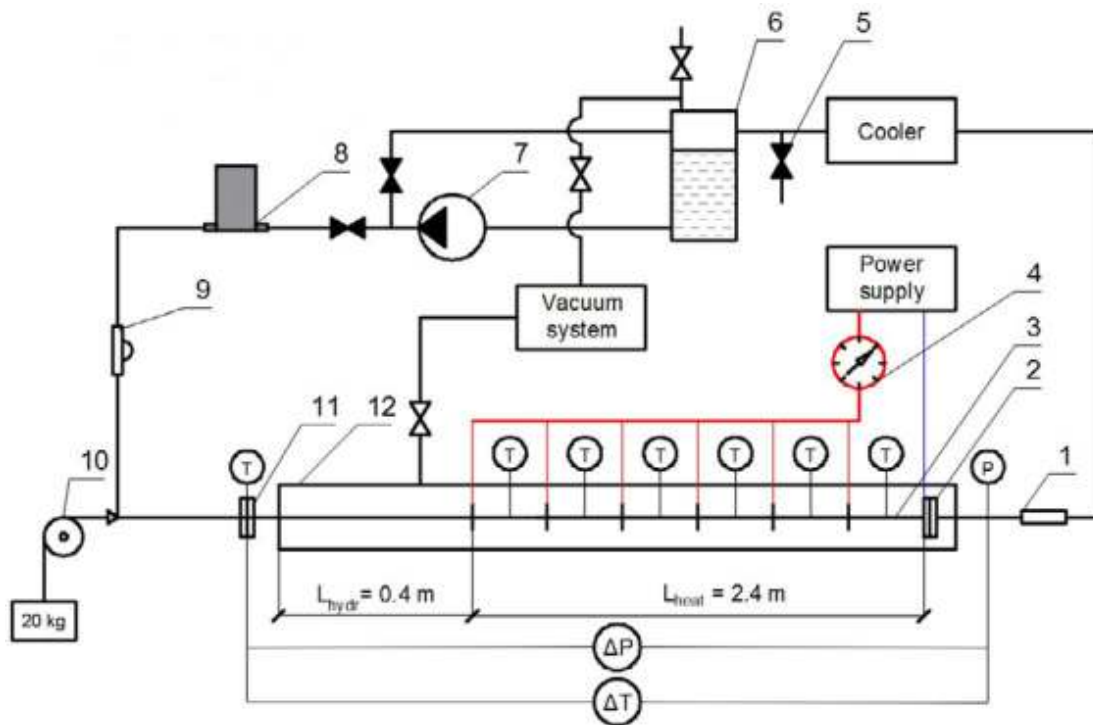 6
5
Cooler
8
7
Power
supply
4
9
Vacuum
system
3
2
11
12
10
T
T
T
T
T
T
T
P
1
L_hydr = 0.4 m
L_heat = 2.4 m
20 kg
ΔP
ΔT